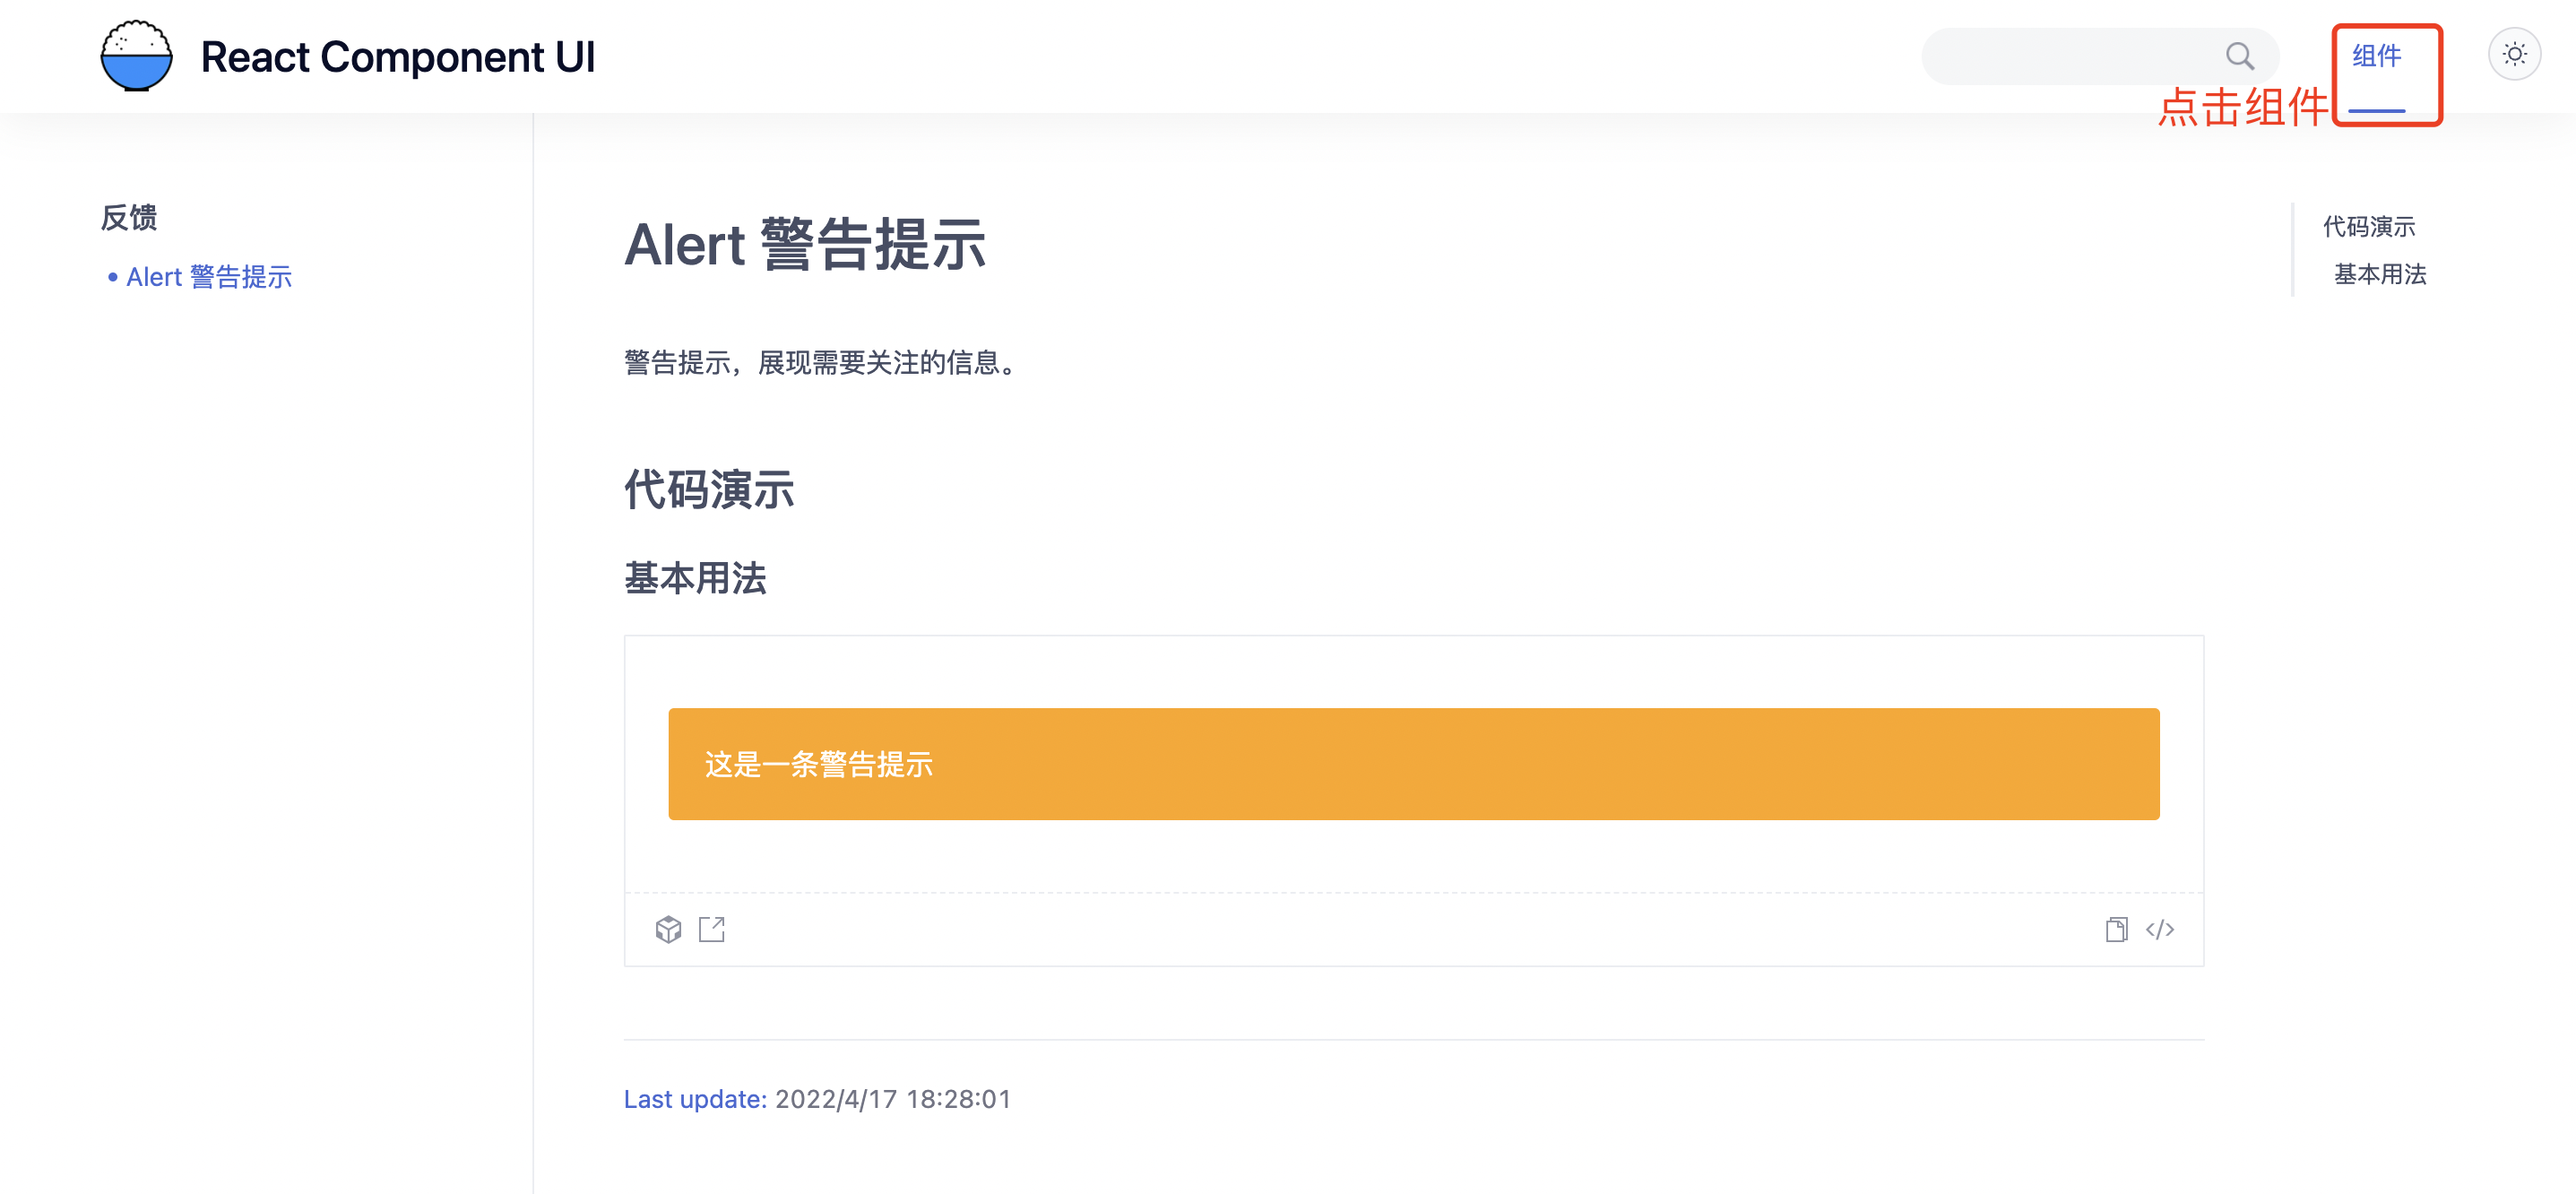 React Component UI
组件
点击组件
反馈
Alert 警告提示
Alert 警告提示
警告提示，展现需要关注的信息。
代码演示
基本用法
这是一条警告提示
Last update: 2022/4/17 18:28:01
代码演示
基本用法